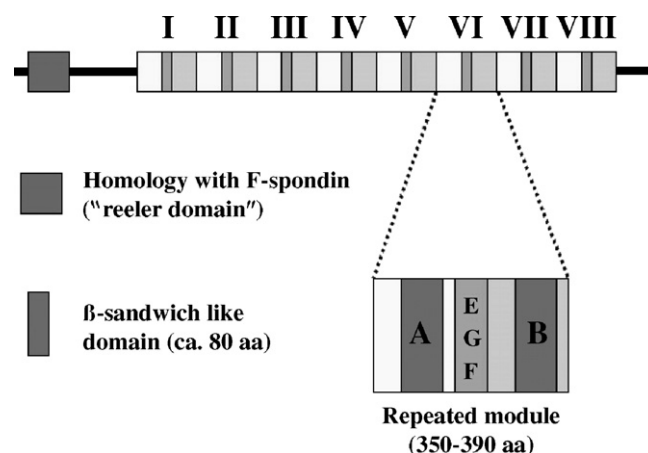 I II III IV V VI VII VIII
Homology with F-spondin
("reeler domain")
ß-sandwich like
domain (ca. 80 aa)
A
E
G
F
B
Repeated module
(350-390 aa)